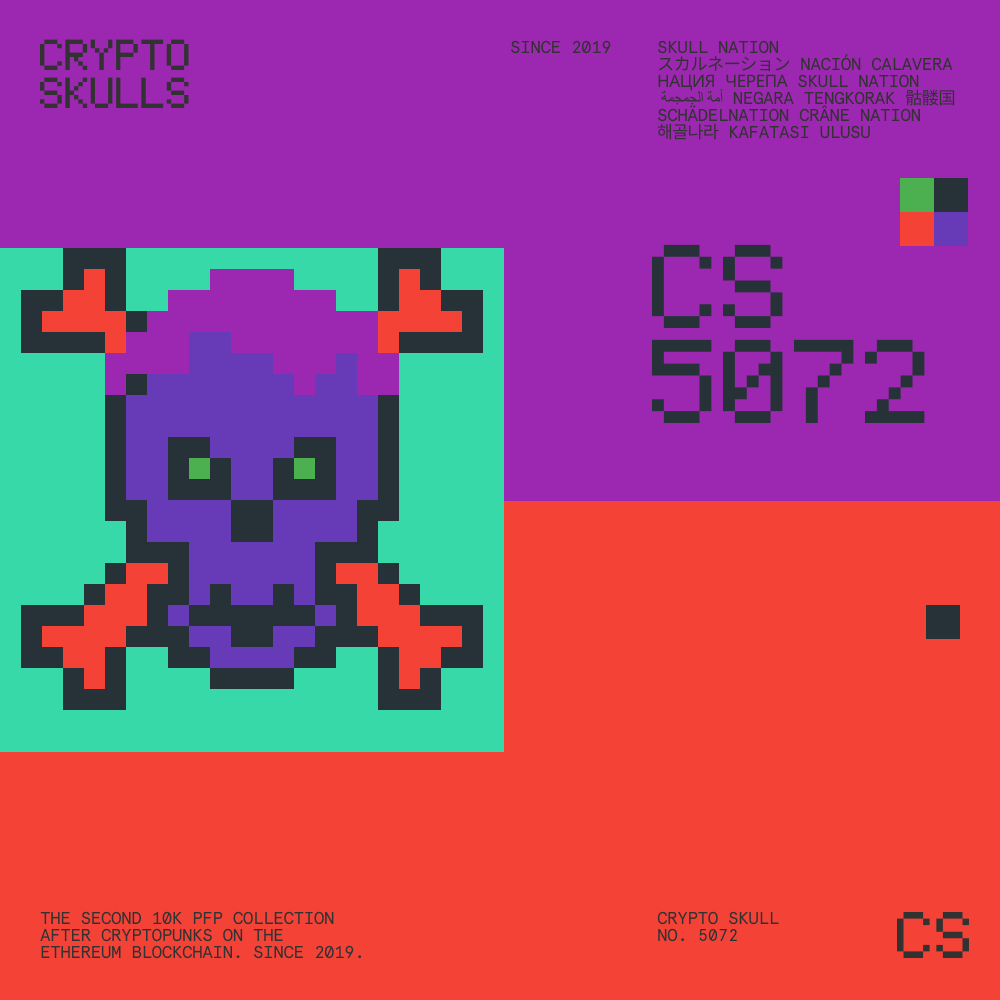 CRYPTO
SKULLS
SINCE 2019
SKULL NATION
スカルネーション NACIÓN CALAVERA
НАЦИЯ ЧЕРЕПА SKULL NATION
أمة الجمجمة NEGARA TENGKORAK 骷髅国
SCHÄDELNATION CRÂNE NATION
해골나라 KAFATASI ULUSU
CS
5072
THE SECOND 10K PFP COLLECTION
AFTER CRYPTOPUNKS ON THE
ETHEREUM BLOCKCHAIN. SINCE 2019.
CRYPTO SKULL
NO. 5072
CS